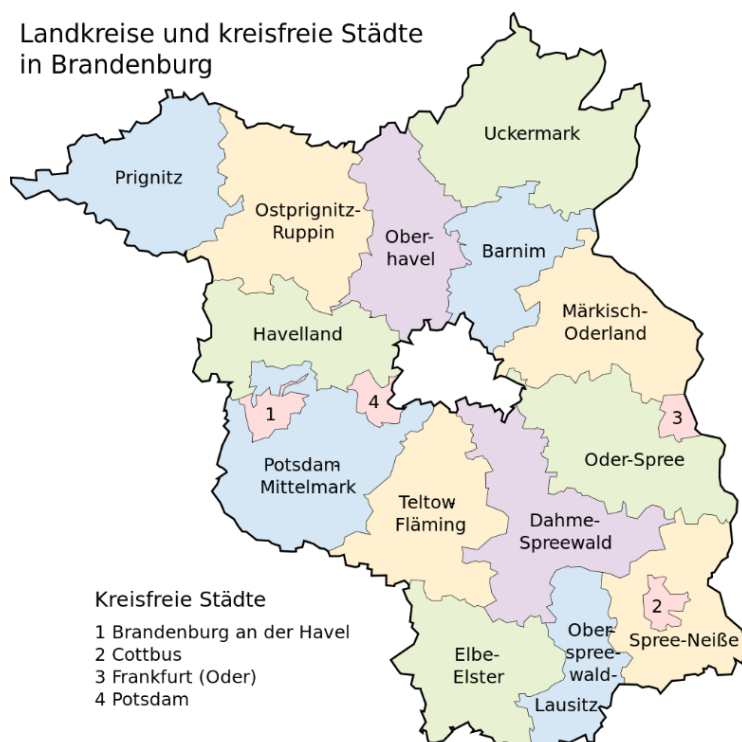 Landkreise und kreisfreie Städte
in Brandenburg
Uckermark
Prignitz
Ostprignitz-
Ruppin
Ober-
havel
Barnim
Märkisch-
Oderland
Havelland
1
4
3
Potsdam-
Mittelmark
Oder-Spree
Teltow-
Fläming
Dahme-
Spreewald
2
Ober-
spree-
wald-
Lausitz
Spree-Neiße
Elbe-
Elster
Kreisfreie Städte
1 Brandenburg an der Havel
2 Cottbus
3 Frankfurt (Oder)
4 Potsdam